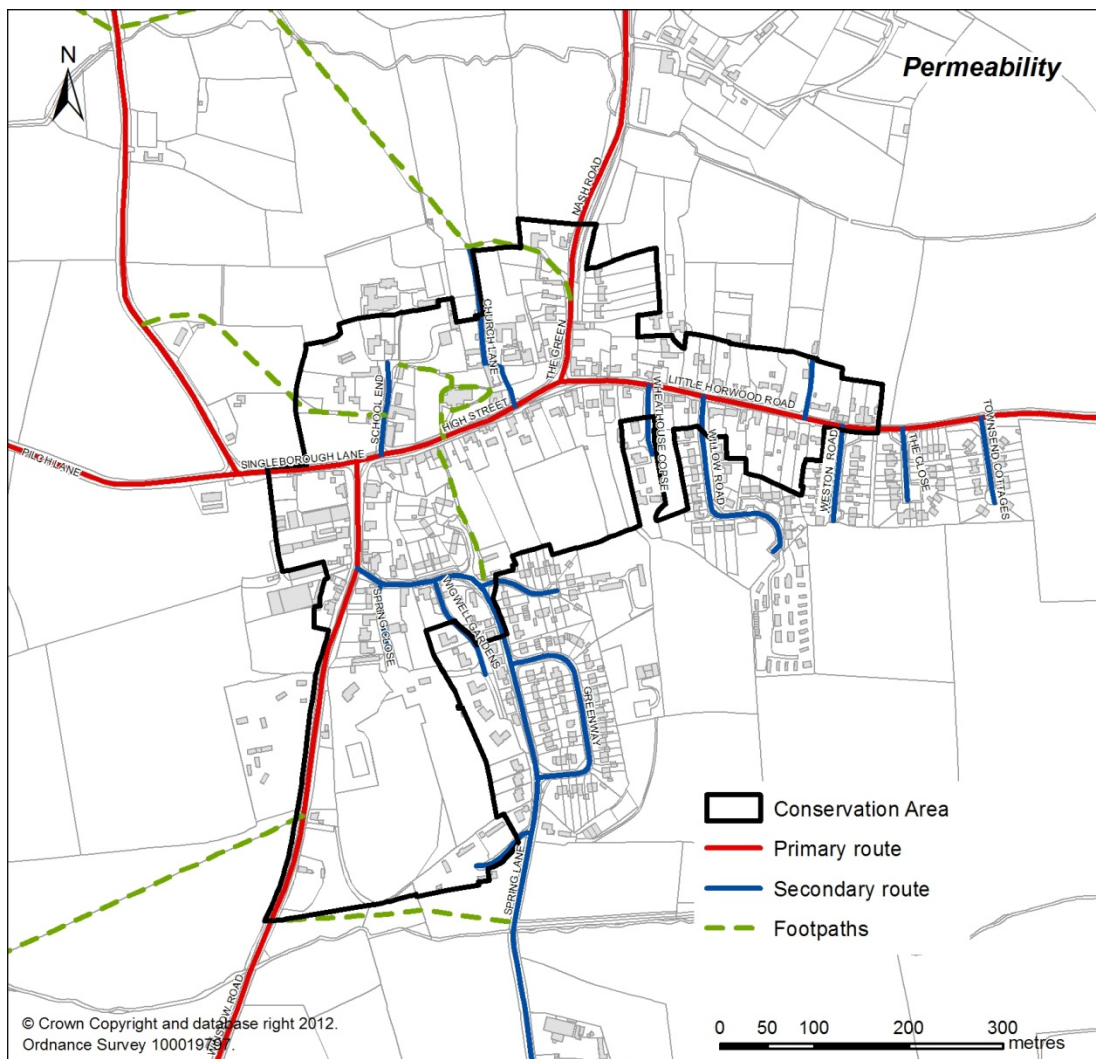 Permeability
N
NASH ROAD
CHURCH LANE
THE GREEN
SCHOOL END
HIGH STREET
LITTLE HORWOOD ROAD
WHEATHOUSE COPSE
WILLOW ROAD
WESTON ROAD
THE CLOSE
TOWNSEND COTTAGES
PILCH LANE
SINGLEBOROUGH LANE
SPRING CLOSE
WIGWELL GARDENS
GREENWAY
SPRING LANE
WINSLOW ROAD
Conservation Area
Primary route
Secondary route
Footpaths
© Crown Copyright and database right 2012.
Ordnance Survey 100019797.
0 50 100 200 300
metres